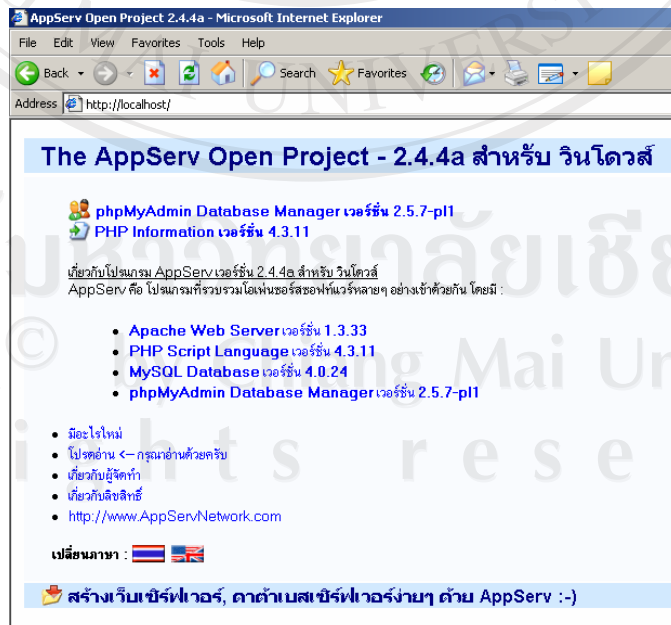 AppServ Open Project 2.4.4a - Microsoft Internet Explorer
File Edit View Favorites Tools Help
Back Search Favorites
Address http://localhost/
The AppServ Open Project - 2.4.4a สำหรับ วินโดวส์
phpMyAdmin Database Manager เวอร์ชั่น 2.5.7-pl1
PHP Information เวอร์ชั่น 4.3.11
เกี่ยวกับโปรแกรม AppServ เวอร์ชั่น 2.4.4a สำหรับ วินโดวส์
AppServ คือ โปรแกรมที่รวบรวมโอเพ่นซอร์สซอฟท์แวร์หลายๆ อย่างเข้าด้วยกัน โดยมี :
Apache Web Server เวอร์ชั่น 1.3.33
PHP Script Language เวอร์ชั่น 4.3.11
MySQL Database เวอร์ชั่น 4.0.24
phpMyAdmin Database Manager เวอร์ชั่น 2.5.7-pl1
มีอะไรใหม่
โปรดอ่าน <-- กรุณาอ่านด้วยครับ
เกี่ยวกับผู้จัดทำ
เกี่ยวกับลิขสิทธิ์
http://www.AppServNetwork.com
เปลี่ยนภาษา :
สร้างเว็บเซิร์ฟเวอร์, ดาต้าเบสเซิร์ฟเวอร์ง่ายๆ ด้วย AppServ :-)